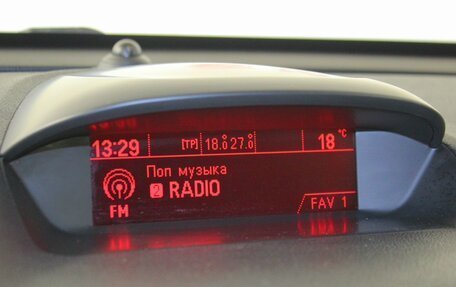 13:29 [TP] 18.0 27.0 18 °C
Поп музыка
2 RADIO
FM FAV 1